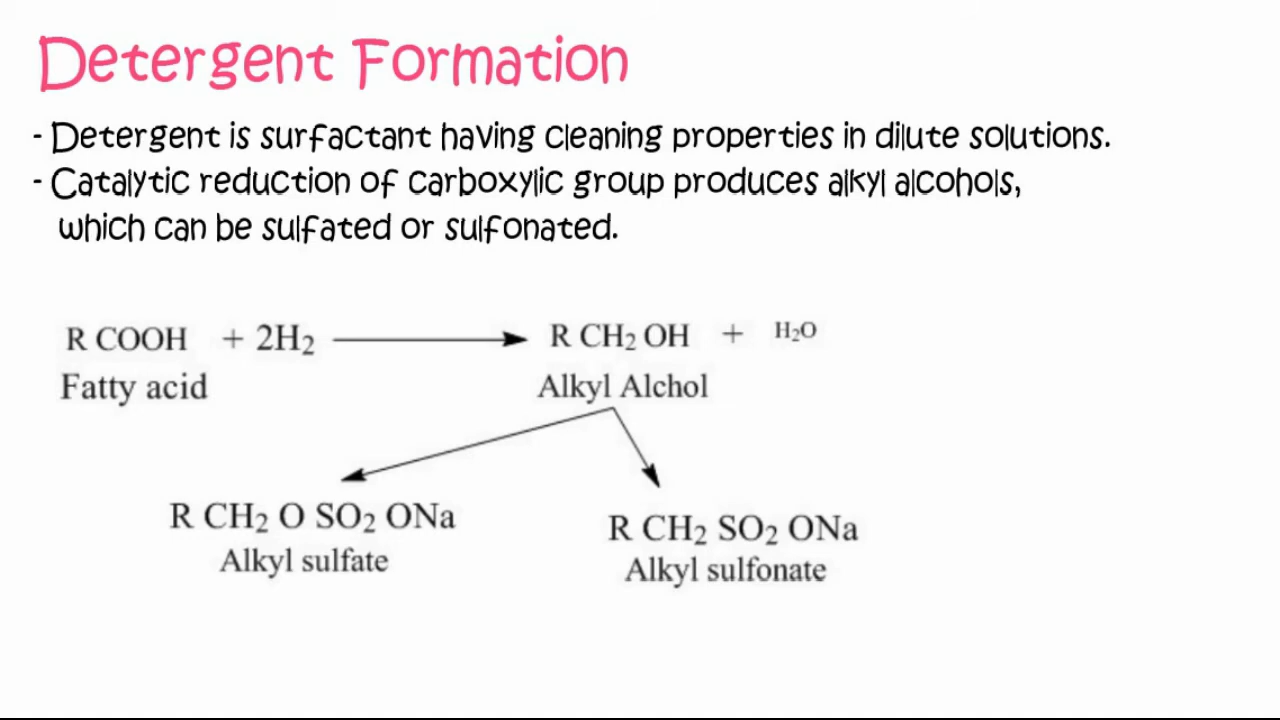 Detergent Formation
- Detergent is surfactant having cleaning properties in dilute solutions.
- Catalytic reduction of carboxylic group produces alkyl alcohols,
which can be sulfated or sulfonated.
R COOH + 2H₂ R CH₂ OH + H₂O
Fatty acid Alkyl Alchol
R CH₂ O SO₂ ONa R CH₂ SO₂ ONa
Alkyl sulfate Alkyl sulfonate